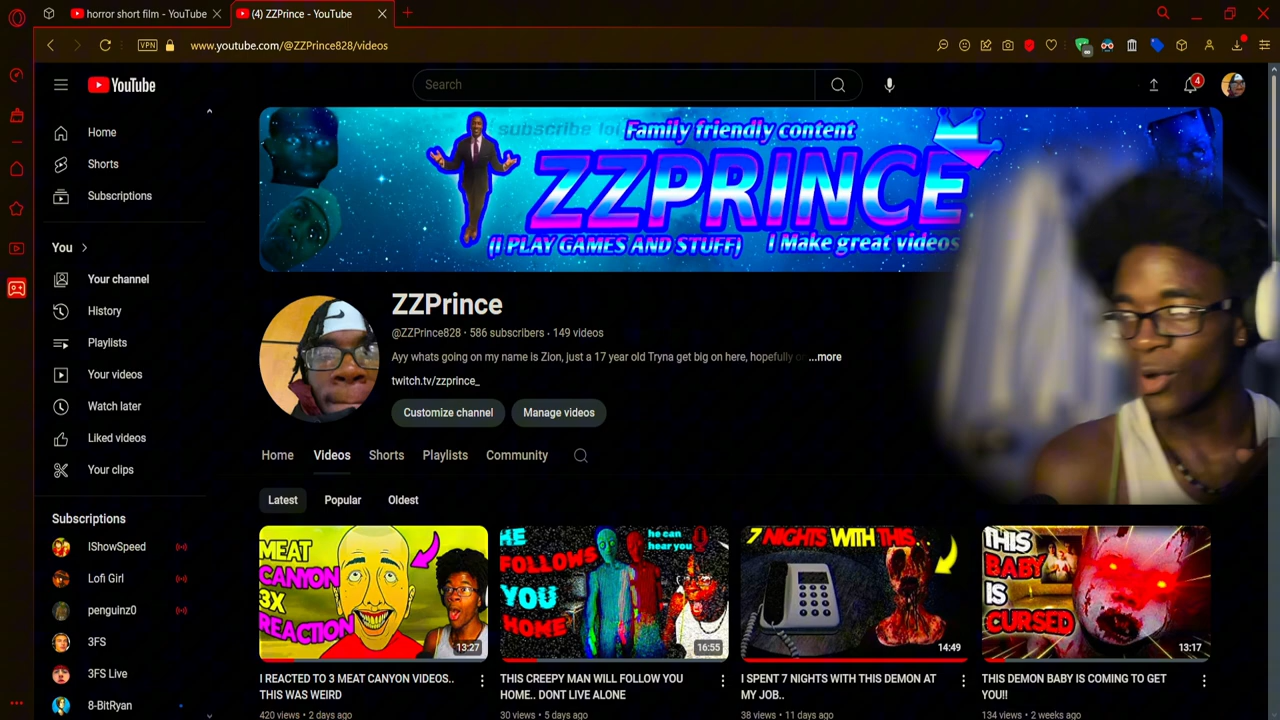 horror short film - YouTube
(4) ZZPrince - YouTube
VPN
www.youtube.com/@ZZPrince828/videos
YouTube
Search
4
Home
Shorts
Subscriptions
You
Your channel
History
Playlists
Your videos
Watch later
Liked videos
Your clips
Subscriptions
IShowSpeed
Lofi Girl
penguinz0
3FS
3FS Live
8-BitRyan
subscribe lol
Family friendly content
ZZPRINCE
(I PLAY GAMES AND STUFF)
I Make great videos
ZZPrince
@ZZPrince828 · 586 subscribers · 149 videos
Ayy whats going on my name is Zion, just a 17 year old Tryna get big on here, hopefully ...more
twitch.tv/zzprince_
Customize channel
Manage videos
Home
Videos
Shorts
Playlists
Community
Latest
Popular
Oldest
MEAT
CANYON
3X
REACTION
13:27
I REACTED TO 3 MEAT CANYON VIDEOS..
THIS WAS WEIRD
420 views · 2 days ago
HE
FOLLOWS
YOU
HOME
he can
hear you
16:55
THIS CREEPY MAN WILL FOLLOW YOU
HOME.. DONT LIVE ALONE
30 views · 5 days ago
7 NIGHTS WITH THIS...
14:49
I SPENT 7 NIGHTS WITH THIS DEMON AT
MY JOB..
38 views · 11 days ago
THIS
BABY
IS
CURSED
13:17
THIS DEMON BABY IS COMING TO GET
YOU!!
134 views · 2 weeks ago